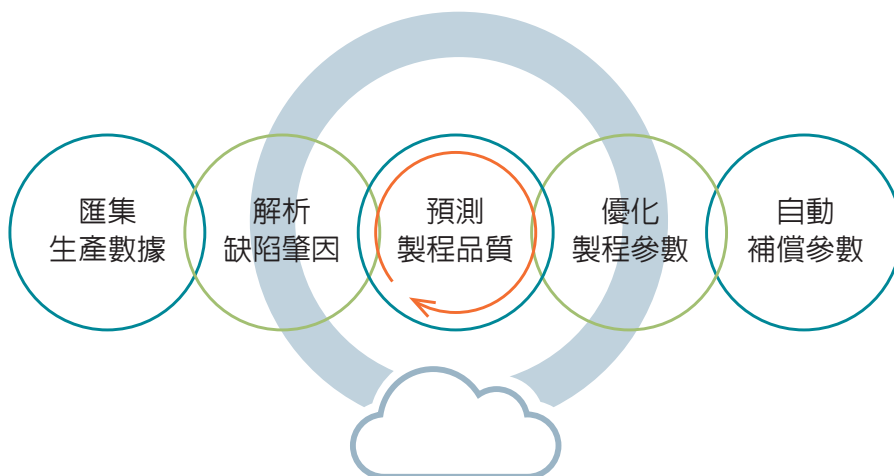 匯集
生產數據
解析
缺陷肇因
預測
製程品質
優化
製程參數
自動
補償參數